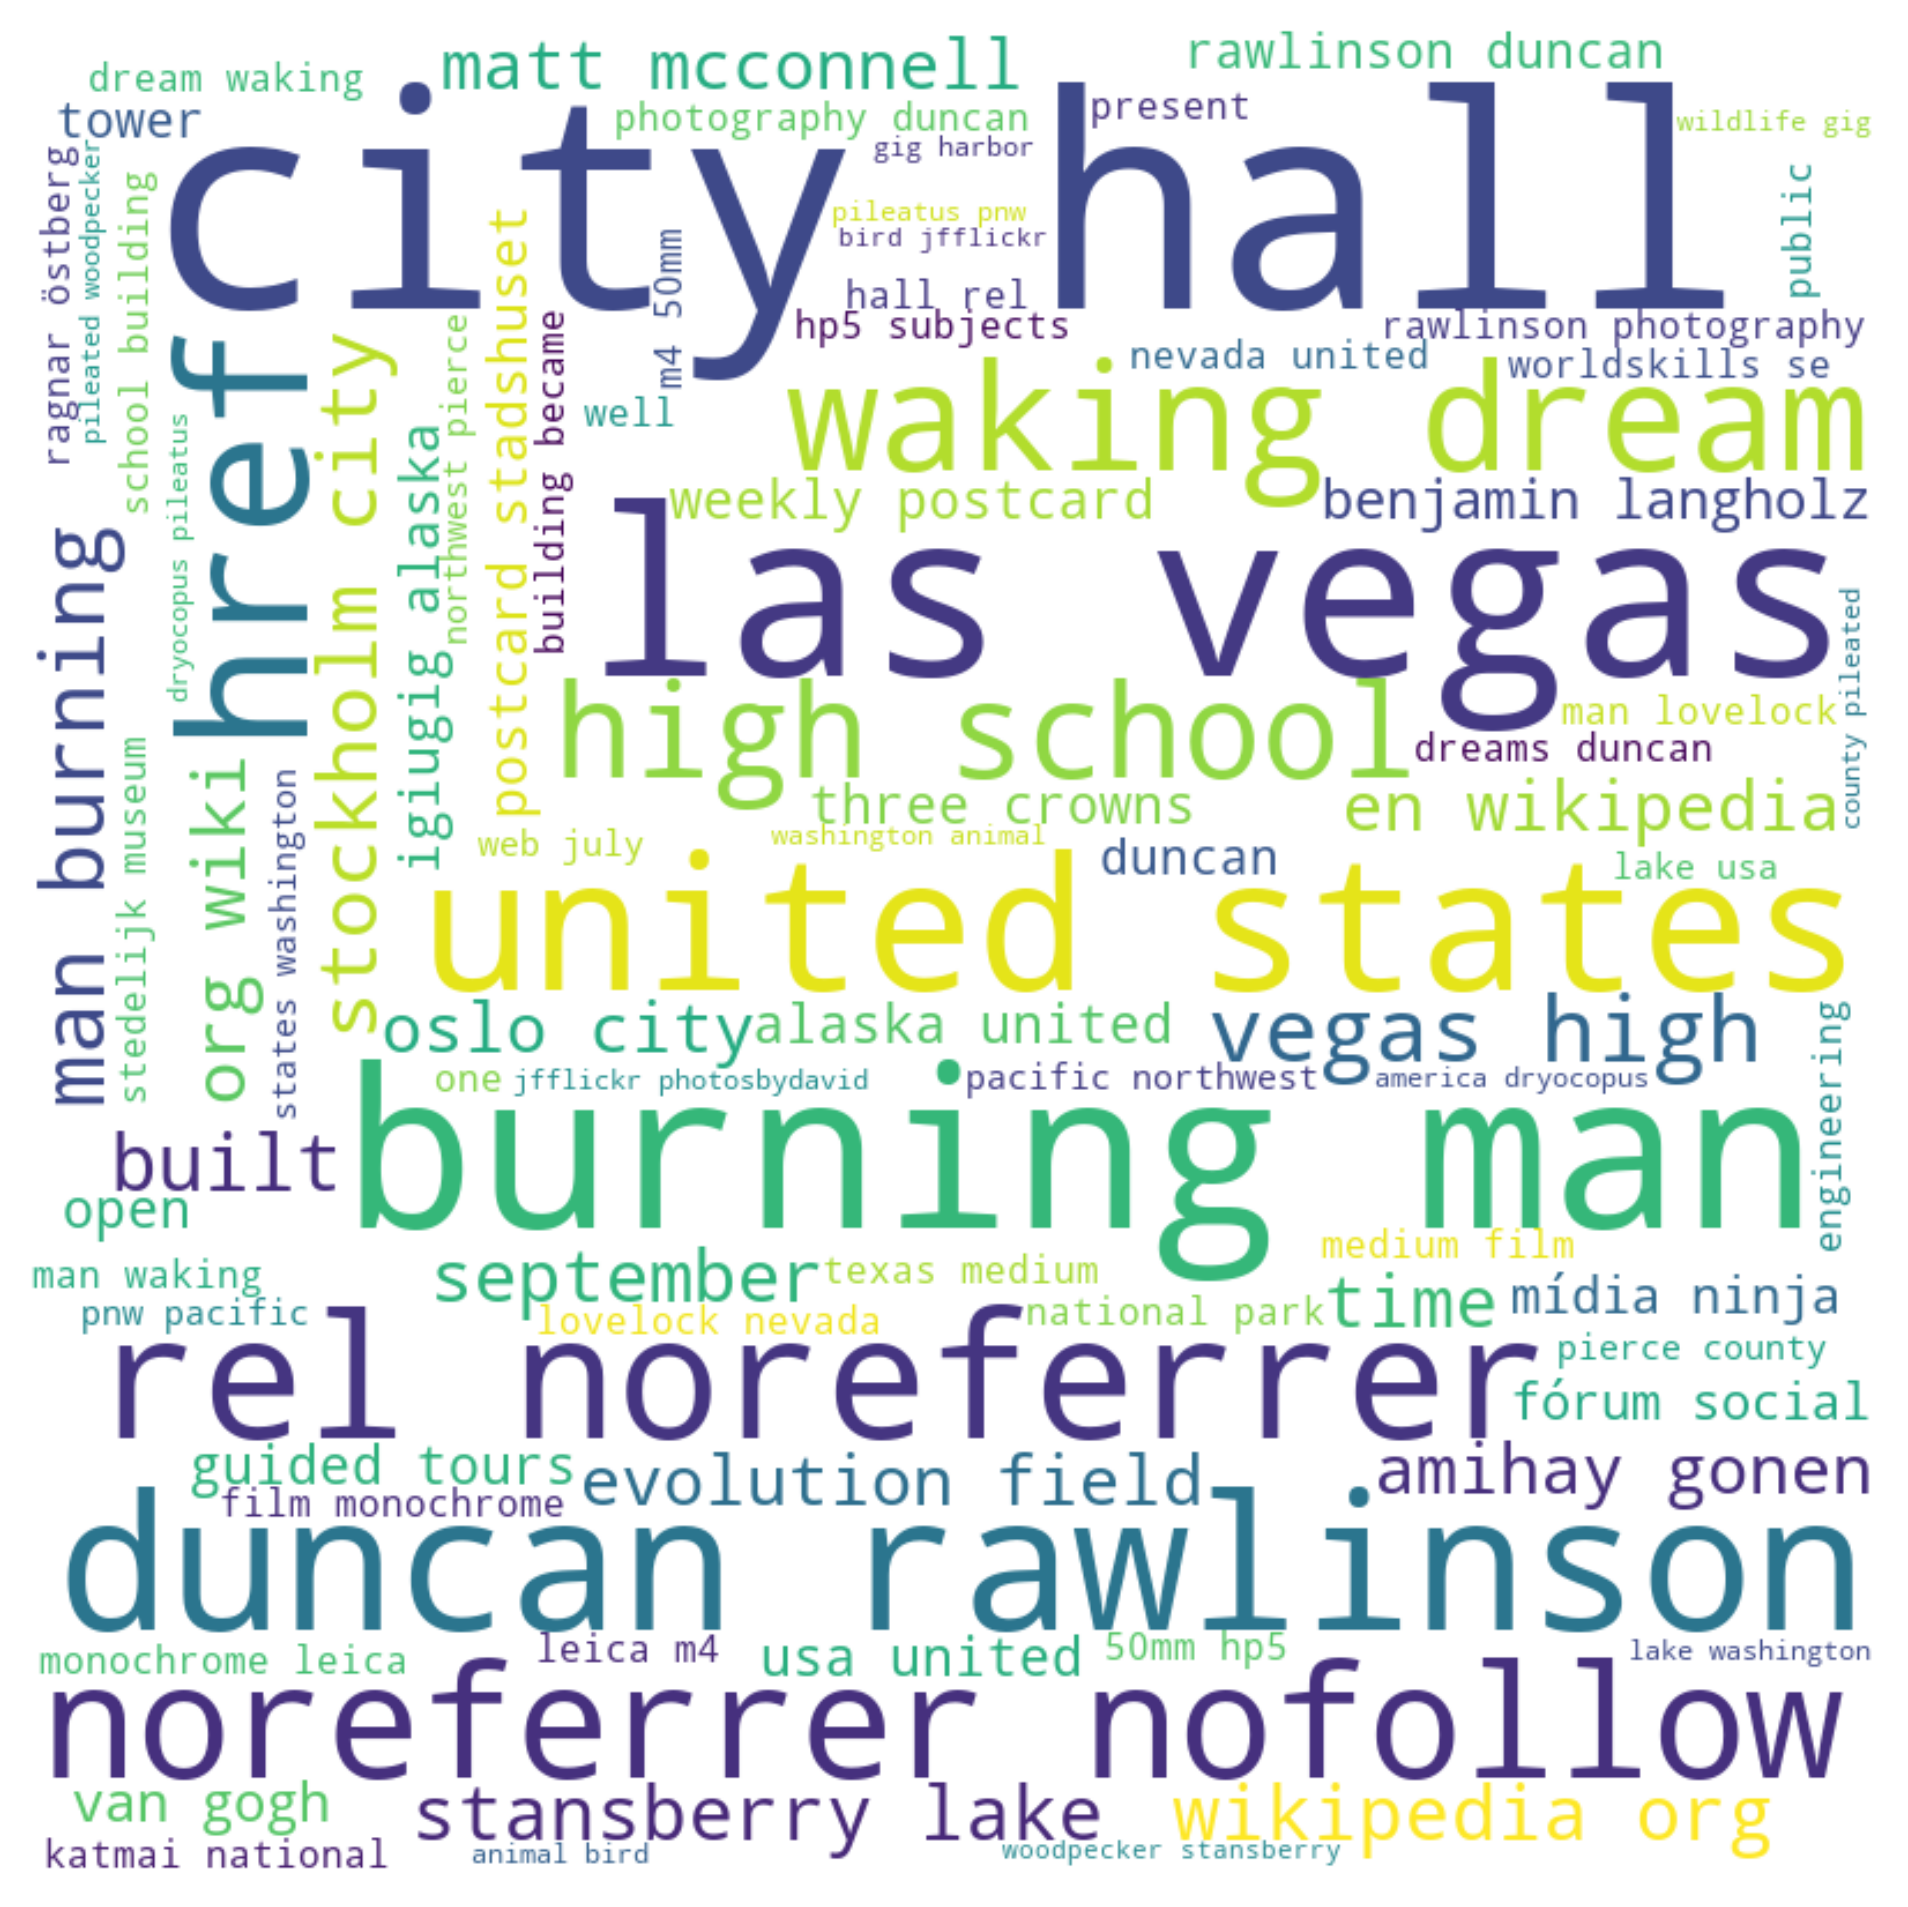 matt mcconnell
rawlinson duncan
dream waking
tower
photography duncan
present
wildlife gig
gig harbor
city hall
ragnar östberg
pileated woodpecker
school building
pileatus pnw
bird jfflickr
public
m4 50mm
hall rel
hp5 subjects
rawlinson photography
nevada united
worldskills se
href
stockholm city
northwest pierce
postcard stadshuset
building became
well
waking dream
dryocopus pileatus
igiugig alaska
weekly postcard
benjamin langholz
man burning
las vegas
county pileated
high school
man lovelock
dreams duncan
stedelijk museum
org wiki
states washington
three crowns
en wikipedia
web july
washington animal
duncan
lake usa
united states
oslo city
alaska united
vegas high
engineering
one
jfflickr photosbydavid
pacific northwest
america dryocopus
built
burning man
open
man waking
september
texas medium
medium film
pnw pacific
lovelock nevada
national park
time
mídia ninja
rel noreferrer
pierce county
fórum social
guided tours
evolution field
amihay gonen
film monochrome
duncan rawlinson
monochrome leica
leica m4
usa united
50mm hp5
lake washington
noreferrer nofollow
van gogh
stansberry lake
wikipedia org
katmai national
animal bird
woodpecker stansberry